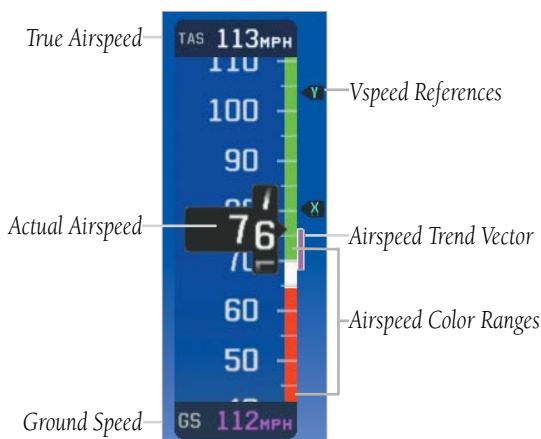 True Airspeed
TAS 113MPH
110
Y
Vspeed References
100
90
X
Actual Airspeed
76
Airspeed Trend Vector
70
60
Airspeed Color Ranges
50
Ground Speed
GS 112MPH